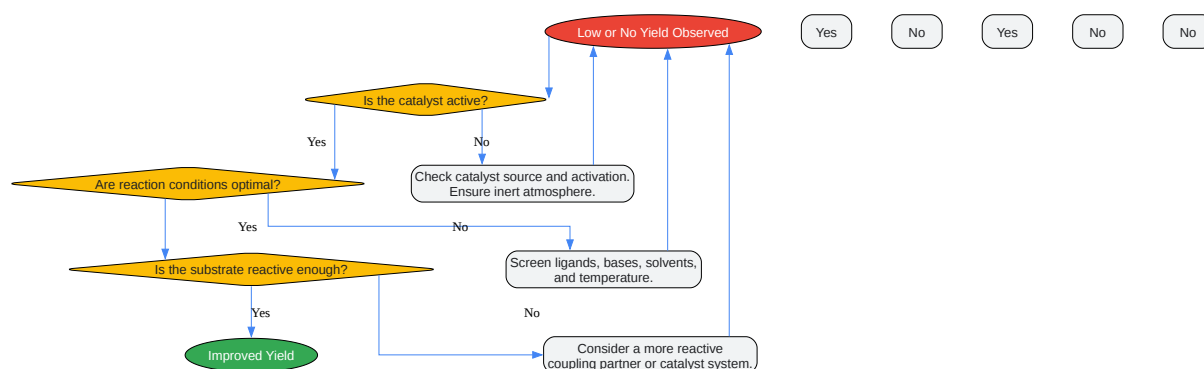 Low or No Yield Observed
Yes
No
Yes
No
No
Is the catalyst active?
Yes
No
Check catalyst source and activation.
Ensure inert atmosphere.
Are reaction conditions optimal?
Yes
No
Screen ligands, bases, solvents,
and temperature.
Is the substrate reactive enough?
Yes
No
Improved Yield
Consider a more reactive
coupling partner or catalyst system.